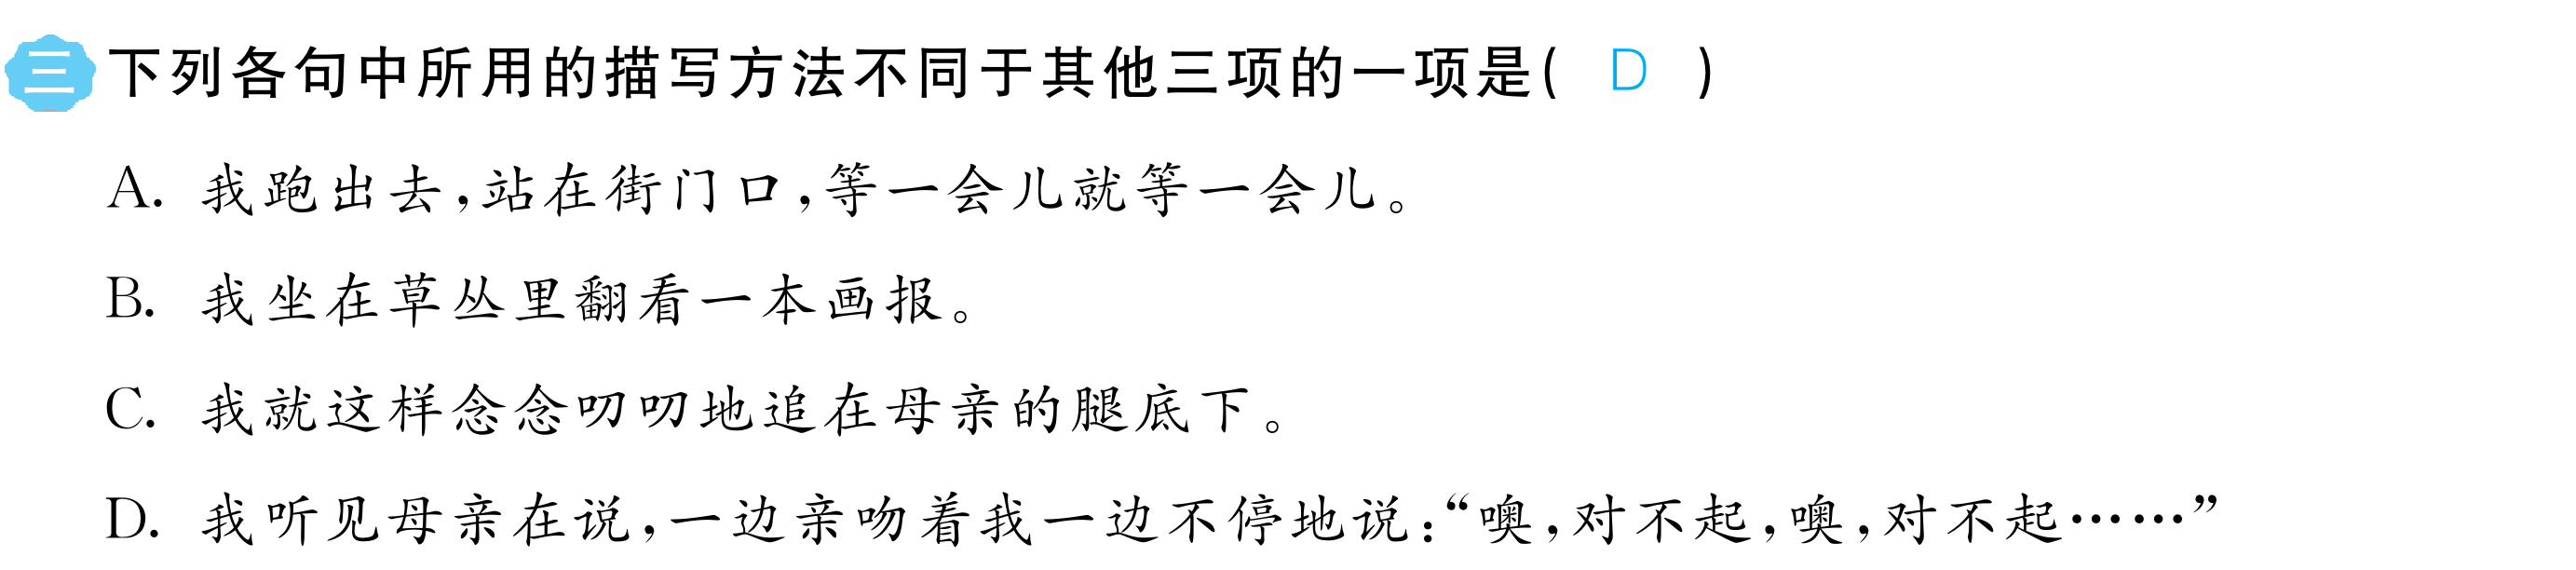 三 下列各句中所用的描写方法不同于其他三项的一项是( D )
A. 我跑出去,站在街门口,等一会儿就等一会儿。
B. 我坐在草丛里翻看一本画报。
C. 我就这样念念叨叨地追在母亲的腿底下。
D. 我听见母亲在说,一边亲吻着我一边不停地说:“噢,对不起,噢,对不起……”